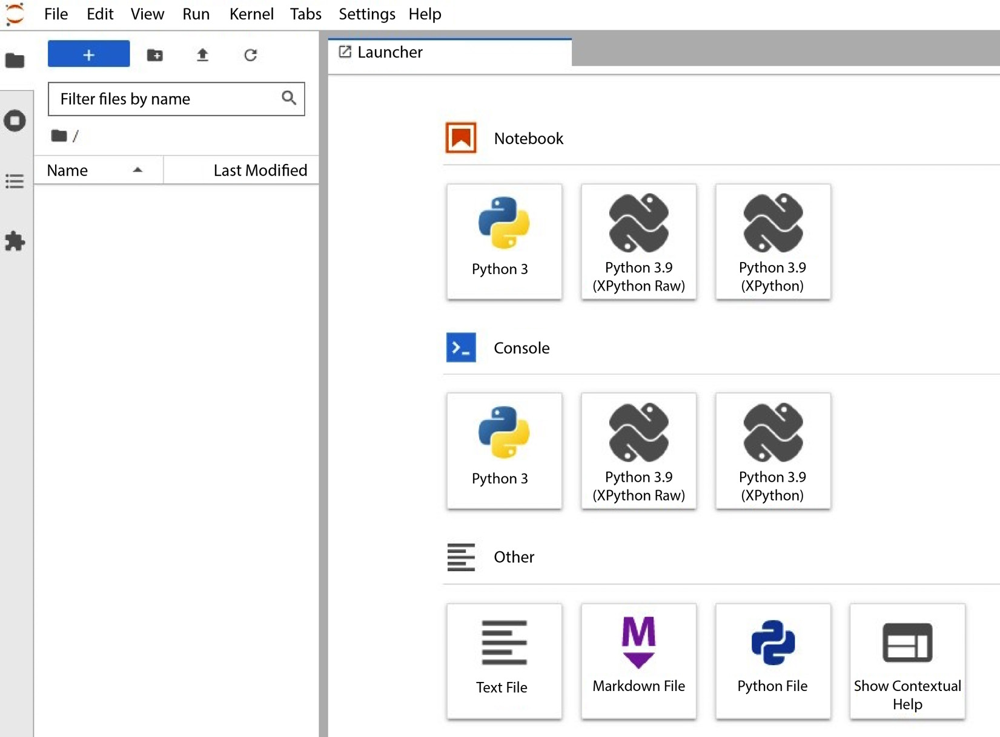 File Edit View Run Kernel Tabs Settings Help
+
Launcher
Filter files by name
/
Name Last Modified
Notebook
Python 3
Python 3.9
(XPython Raw)
Python 3.9
(XPython)
Console
Python 3
Python 3.9
(XPython Raw)
Python 3.9
(XPython)
Other
Text File
M
Markdown File
Python File
Show Contextual
Help